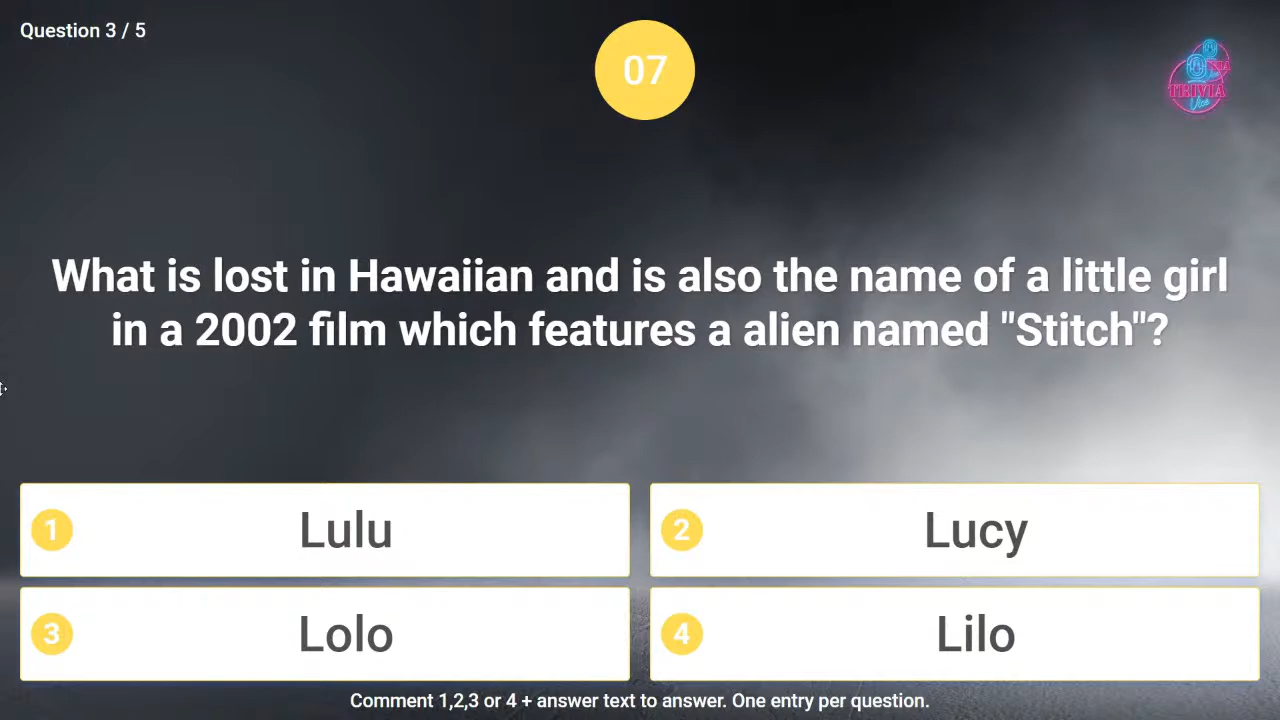 Question 3 / 5
07
TRIVIA
What is lost in Hawaiian and is also the name of a little girl
in a 2002 film which features a alien named "Stitch"?
1 Lulu
2 Lucy
3 Lolo
4 Lilo
Comment 1,2,3 or 4 + answer text to answer. One entry per question.